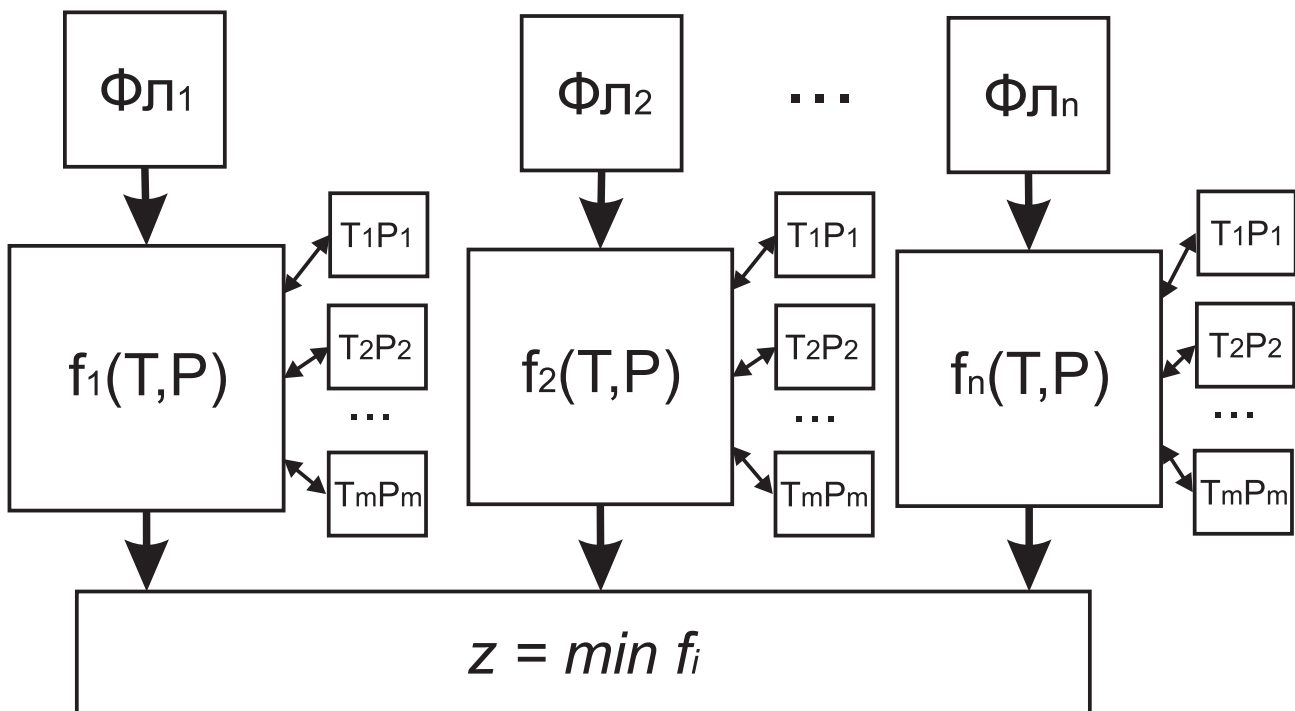 Фл1 Фл2 ... Флn
T1P1 T1P1 T1P1
f1(T,P) T2P2 f2(T,P) T2P2 fn(T,P) T2P2
... ... ...
TmPm TmPm TmPm
z = min fi